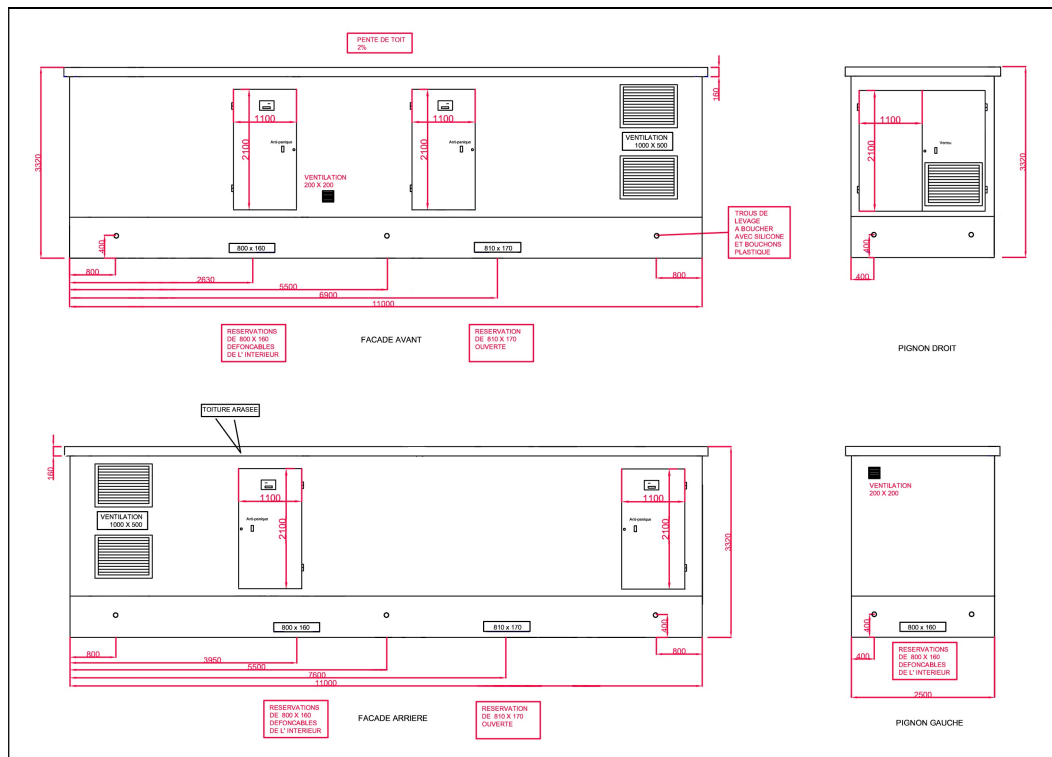 PENTE DE TOIT
2%
160
3320
1100
2100
Anti-panique
VENTILATION
200 X 200
1100
2100
Anti-panique
VENTILATION
1000 X 500
TROUS DE
LEVAGE
A BOUCHER
AVEC SILICONE
ET BOUCHONS
PLASTIQUE
400
800 x 160
810 x 170
800
800
2630
5500
6900
11000
RESERVATIONS
DE 800 X 160
DEFONCABLES
DE L' INTERIEUR
FACADE AVANT
RESERVATION
DE 810 X 170
OUVERTE
1100
2100
Verrou
3320
400
400
PIGNON DROIT
TOITURE ARASEE
160
VENTILATION
1000 X 500
1100
2100
Anti-panique
1100
2100
Anti-panique
3320
400
800 x 160
810 x 170
800
800
3950
5500
7600
11000
RESERVATIONS
DE 800 X 160
DEFONCABLES
DE L' INTERIEUR
FACADE ARRIERE
RESERVATION
DE 810 X 170
OUVERTE
VENTILATION
200 X 200
400
800 x 160
400
RESERVATIONS
DE 800 X 160
DEFONCABLES
DE L' INTERIEUR
2500
PIGNON GAUCHE